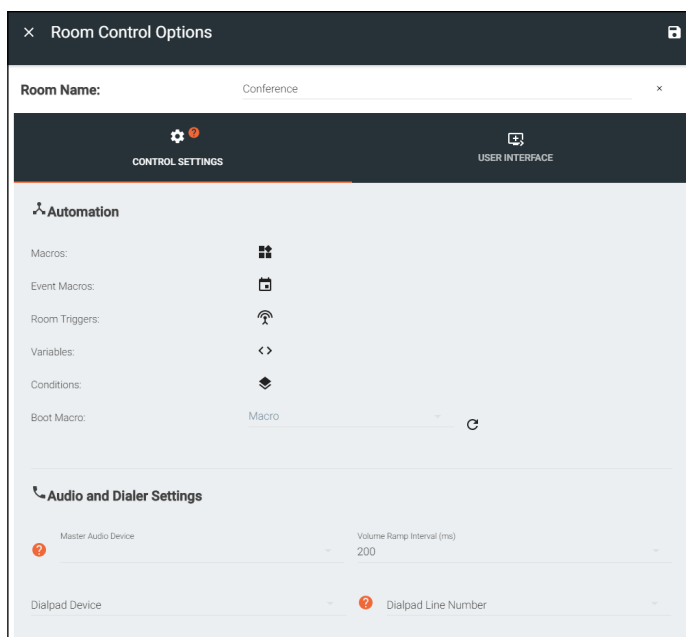 Room Control Options
Room Name: Conference
CONTROL SETTINGS
USER INTERFACE
Automation
Macros:
Event Macros:
Room Triggers:
Variables:
Conditions:
Boot Macro: Macro
Audio and Dialer Settings
Master Audio Device
Volume Ramp Interval (ms)
200
Dialpad Device
Dialpad Line Number